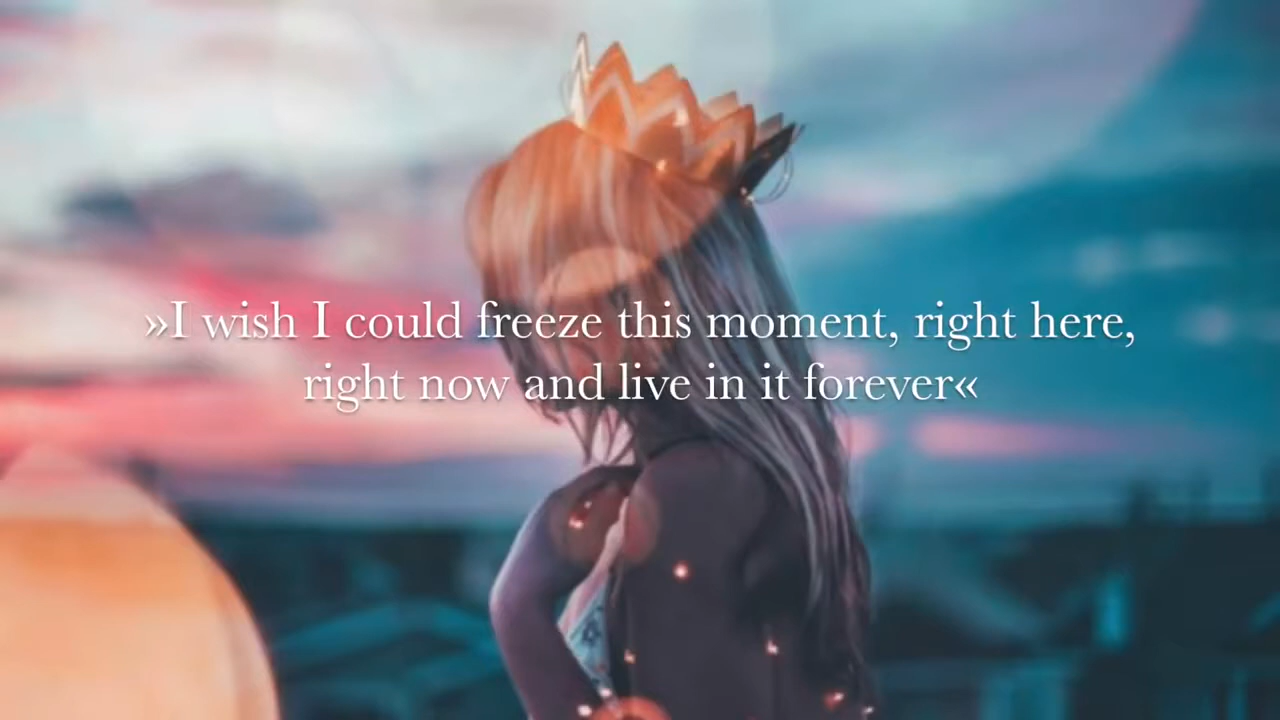 »I wish I could freeze this moment, right here,
right now and live in it forever«